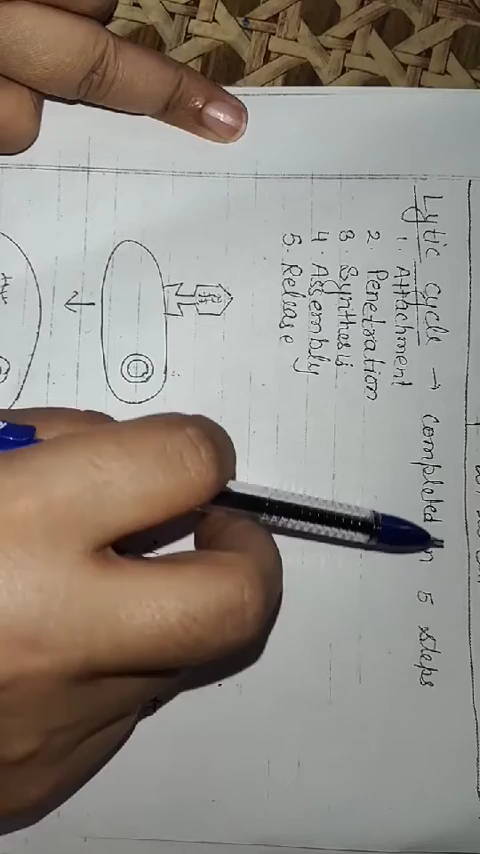 Lytic cycle → completed in 5 steps
1. Attachment
2. Penetration
3. Synthesis
4. Assembly
5. Release